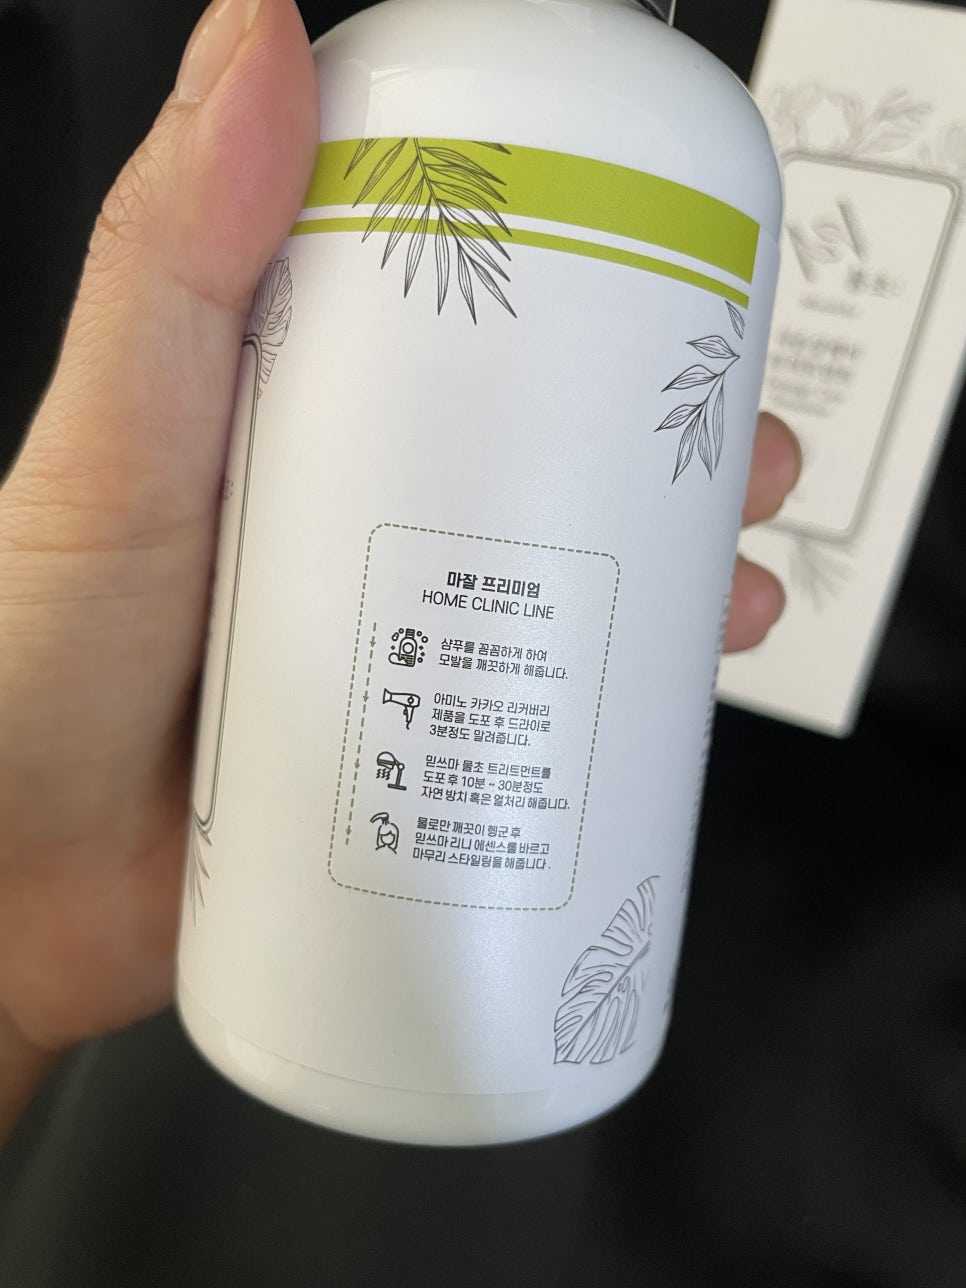 마잘 프리미엄
HOME CLINIC LINE
샴푸를 꼼꼼하게 하여
모발을 깨끗하게 해줍니다.
아미노 카카오 리커버리
제품을 도포 후 드라이로
3분정도 말려줍니다.
믿쓰마 물초 트리트먼트를
도포 후 10분 ~ 30분정도
자연 방치 혹은 열처리 해줍니다.
물로만 깨끗이 헹군 후
믿쓰마 리니 에센스를 바르고
마무리 스타일링을 해줍니다.